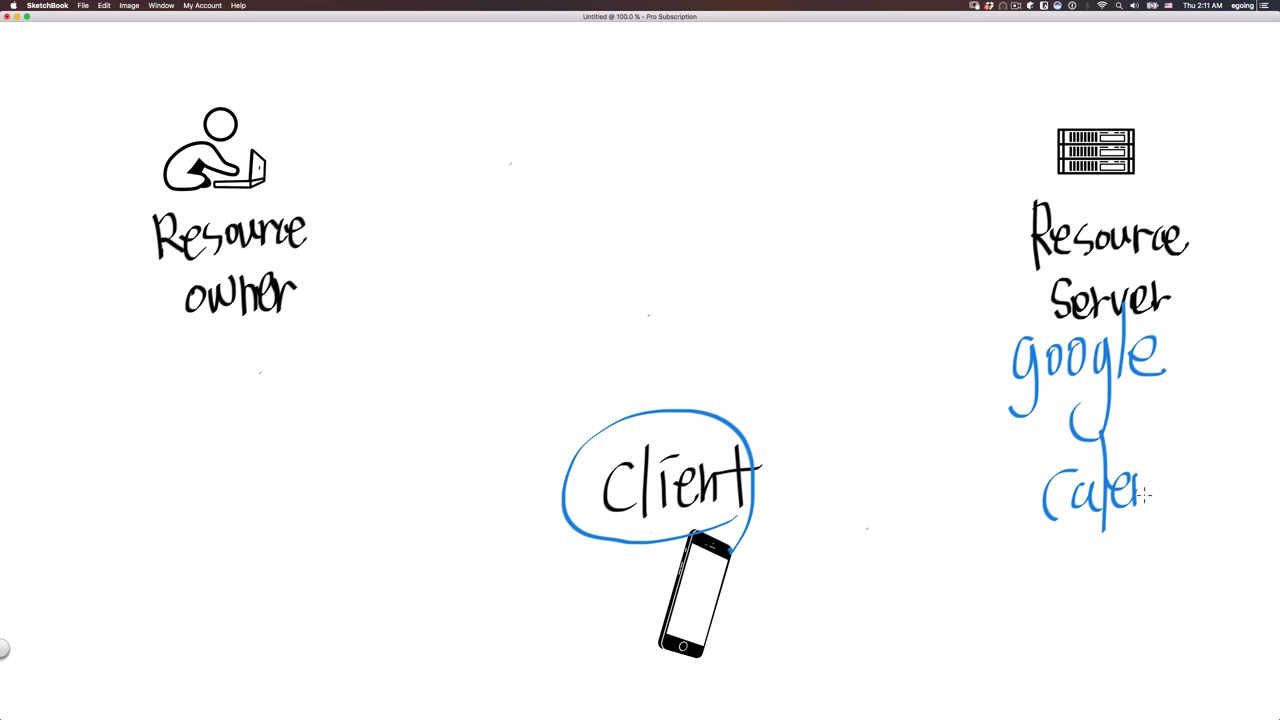 SketchBook File Edit Image Window My Account Help
Thu 2:11 AM egoing
Untitled @ 100.0 % - Pro Subscription
Resource
owner
Resource
Server
google
Calen
Client